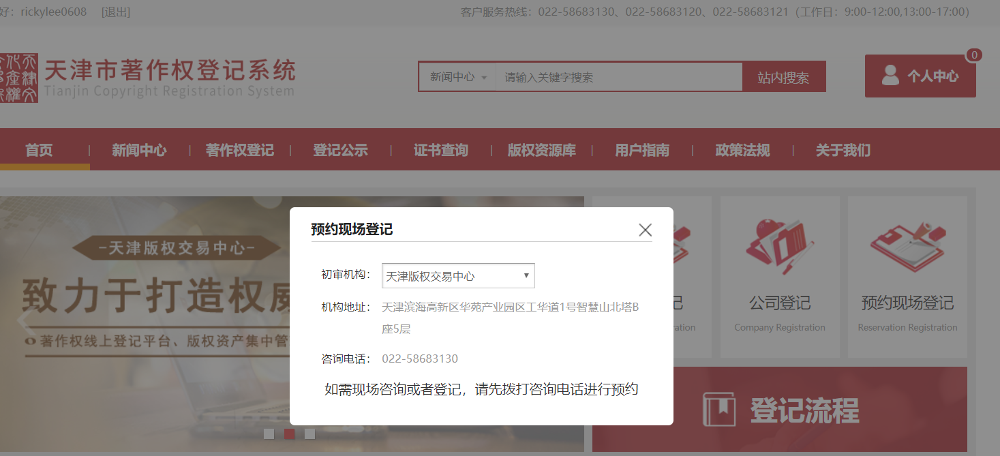 好：rickylee0608 [退出] 客户服务热线：022-58683130、022-58683120、022-58683121（工作日：9:00-12:00,13:00-17:00）
0
天津市著作权登记系统
Tianjin Copyright Registration System
新闻中心 请输入关键字搜索 站内搜索
个人中心
首页 | 新闻中心 | 著作权登记 | 登记公示 | 证书查询 | 版权资源库 | 用户指南 | 政策法规 | 关于我们
-天津版权交易中心-
致力于打造权威
著作权线上登记平台、版权资产集中管
预约现场登记
初审机构： 天津版权交易中心
机构地址： 天津滨海高新区华苑产业园区工华道1号智慧山北塔B
座5层
咨询电话： 022-58683130
如需现场咨询或者登记，请先拨打咨询电话进行预约
记 公司登记 预约现场登记
ration Company Registration Reservation Registration
登记流程